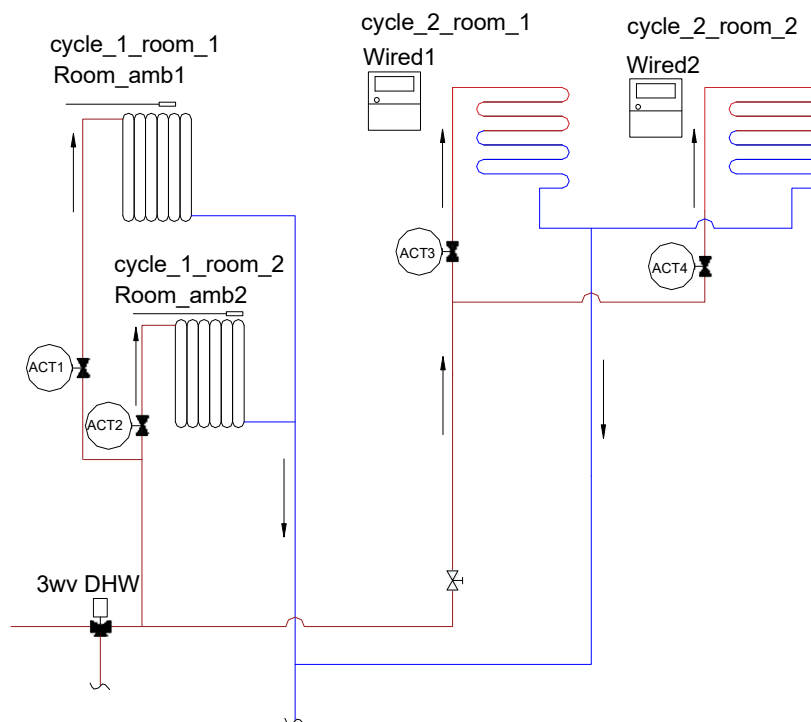 cycle_1_room_1
Room_amb1
cycle_2_room_1
Wired1
cycle_2_room_2
Wired2
ACT3
ACT4
cycle_1_room_2
Room_amb2
ACT1
ACT2
3wv DHW